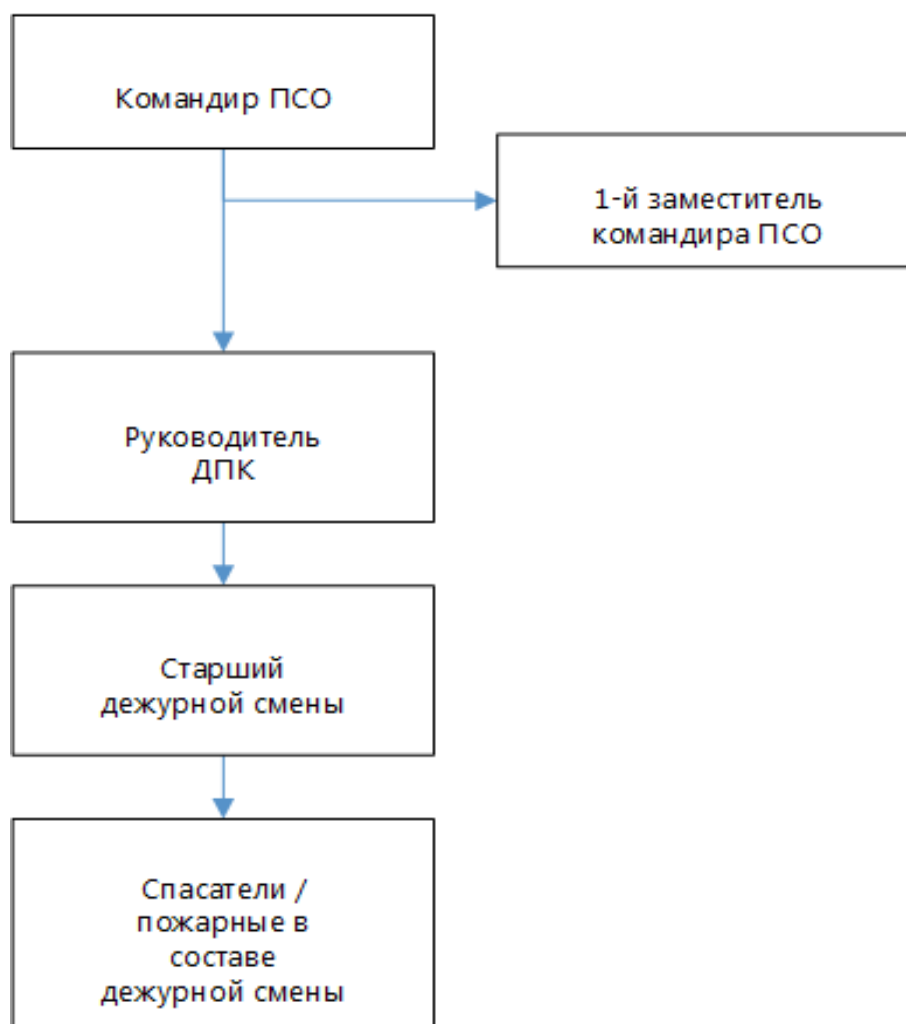 Командир ПСО
1-й заместитель
командира ПСО
Руководитель
ДПК
Старший
дежурной смены
Спасатели /
пожарные в
составе
дежурной смены